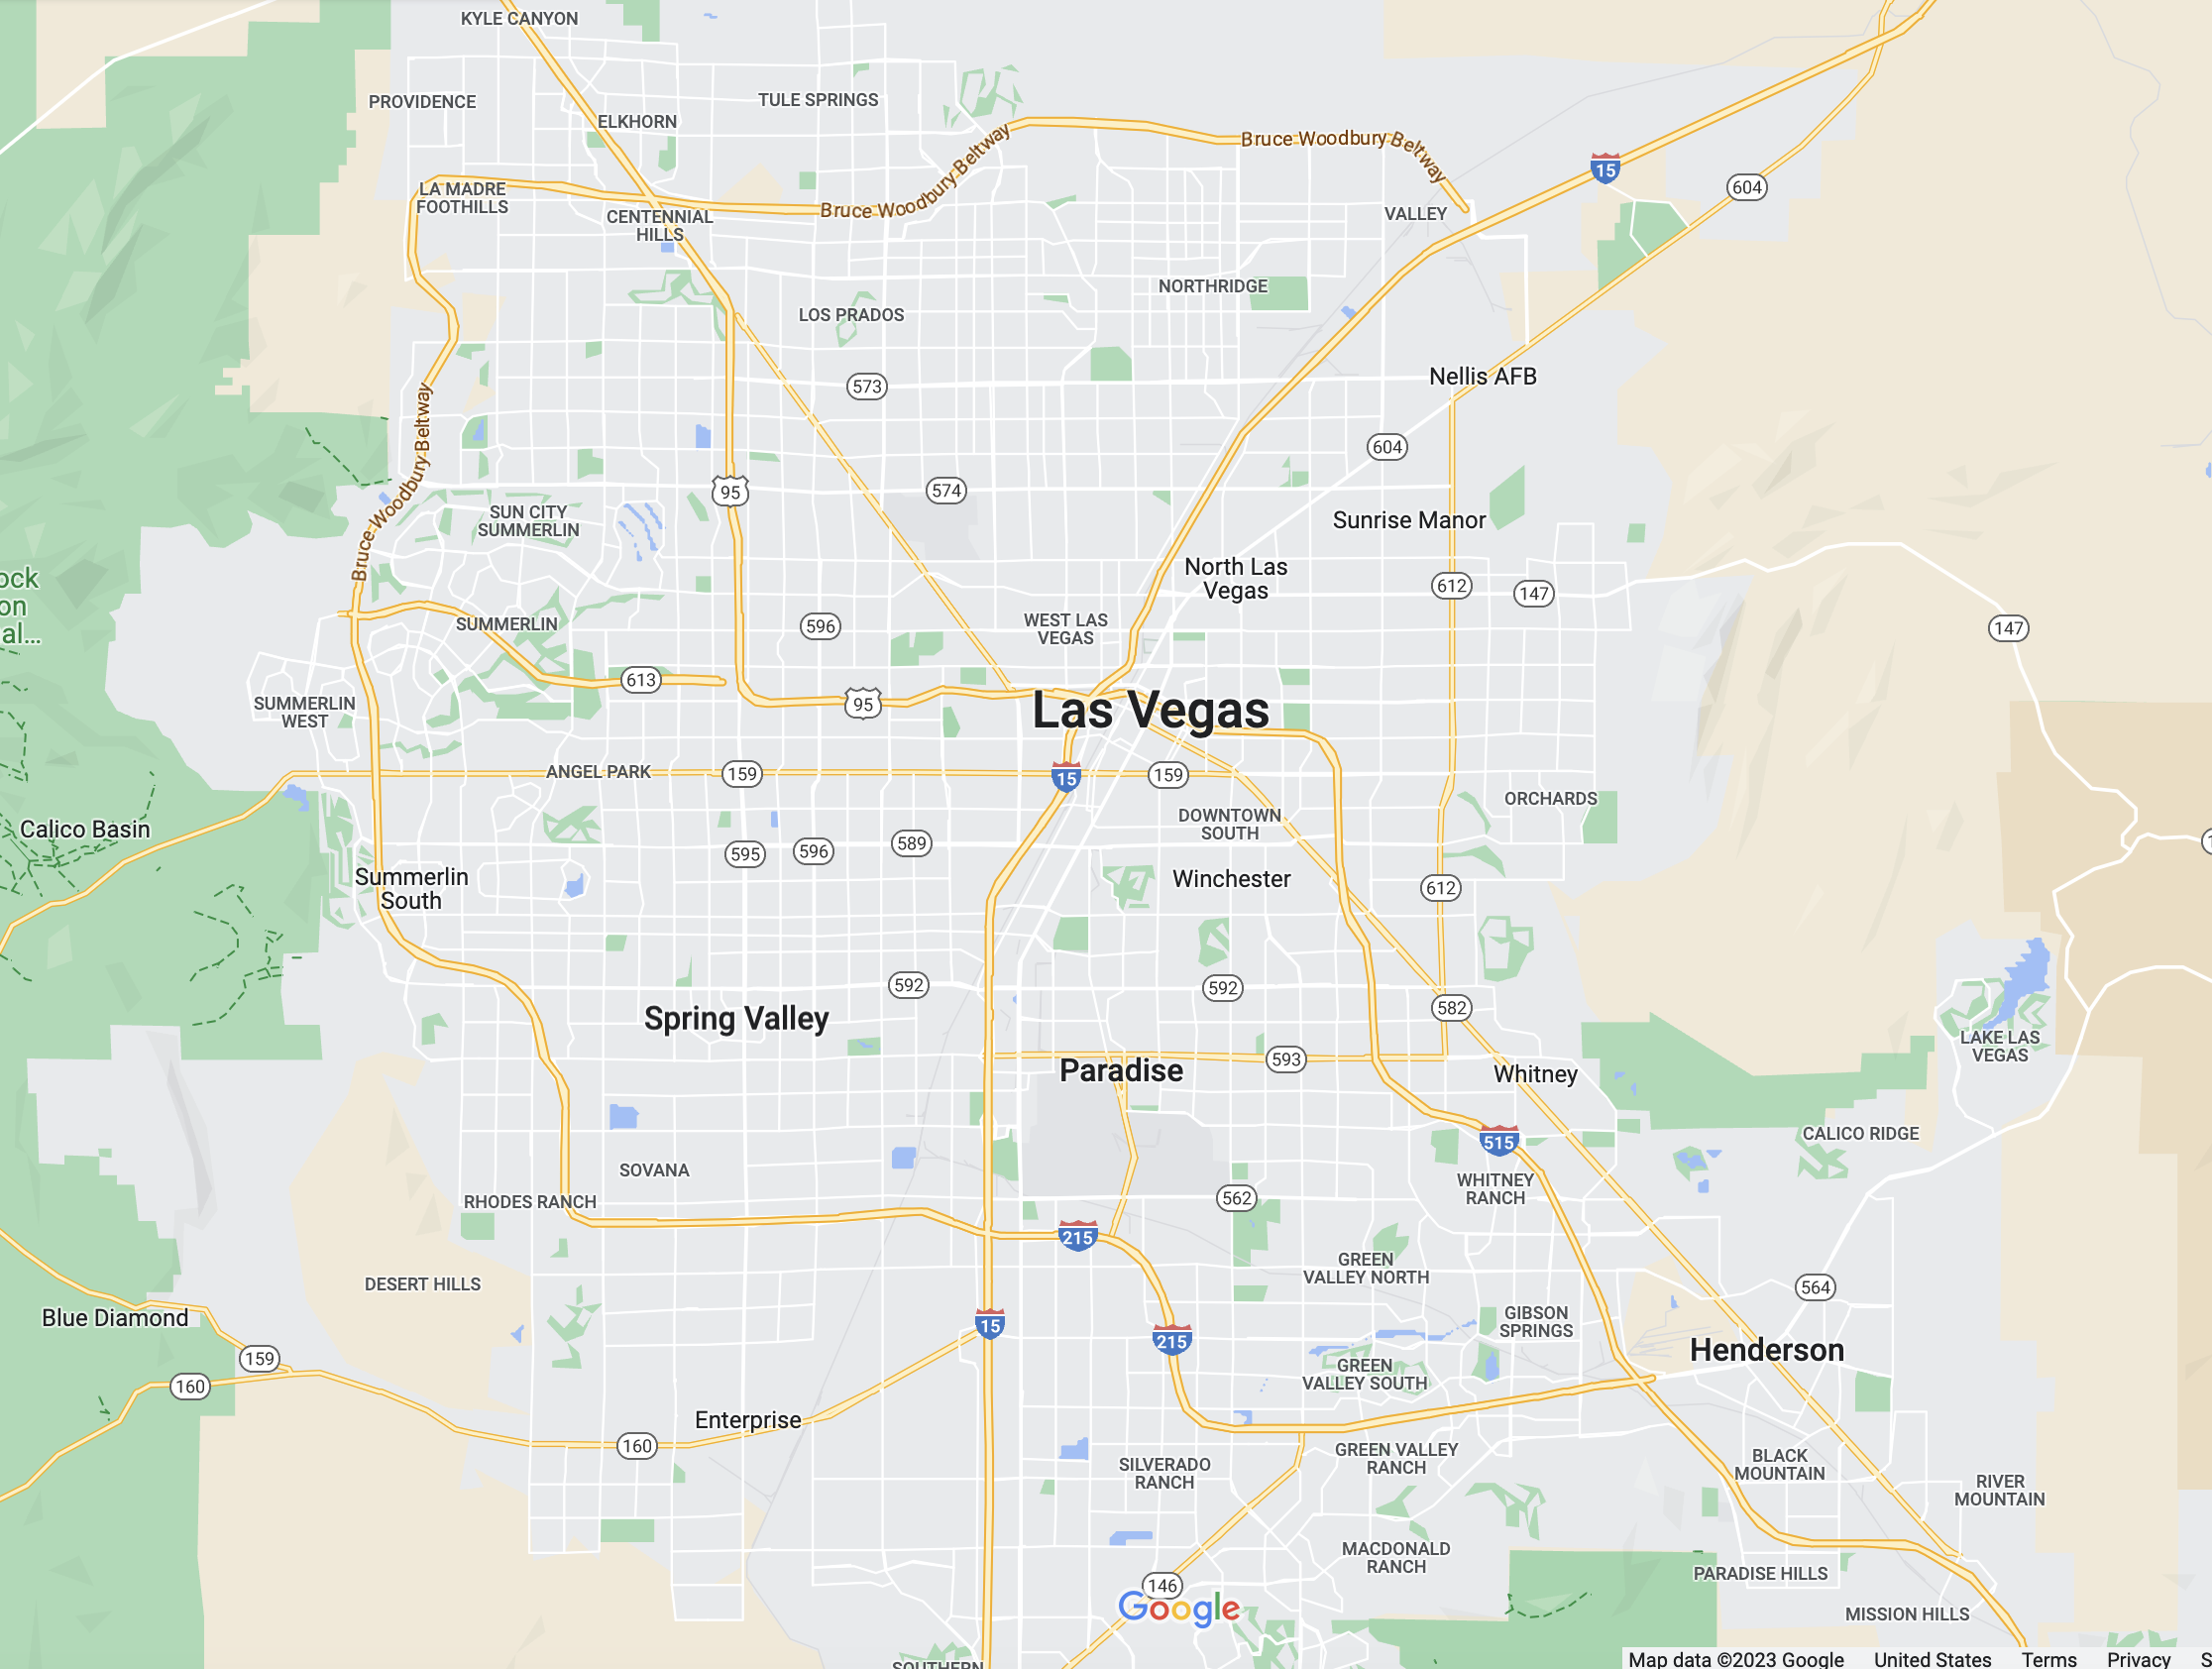 KYLE CANYON
PROVIDENCE
TULE SPRINGS
ELKHORN
Bruce Woodbury Beltway
Bruce Woodbury Beltway
15
604
LA MADRE
FOOTHILLS
CENTENNIAL
HILLS
VALLEY
NORTHRIDGE
LOS PRADOS
573
Nellis AFB
Bruce Woodbury Beltway
604
95
574
SUN CITY
SUMMERLIN
Sunrise Manor
ock
on
al...
North Las
Vegas
612
147
SUMMERLIN
596
WEST LAS
VEGAS
147
613
SUMMERLIN
WEST
95
Las Vegas
ANGEL PARK
159
15
159
ORCHARDS
Calico Basin
DOWNTOWN
SOUTH
595
596
589
Summerlin
South
Winchester
612
592
592
582
Spring Valley
LAKE LAS
VEGAS
593
Paradise
Whitney
515
CALICO RIDGE
SOVANA
WHITNEY
RANCH
RHODES RANCH
562
215
GREEN
VALLEY NORTH
DESERT HILLS
564
Blue Diamond
15
215
GIBSON
SPRINGS
Henderson
159
160
GREEN
VALLEY SOUTH
Enterprise
160
SILVERADO
RANCH
GREEN VALLEY
RANCH
BLACK
MOUNTAIN
RIVER
MOUNTAIN
MACDONALD
RANCH
PARADISE HILLS
146
Google
MISSION HILLS
SOUTHERN
Map data ©2023 Google United States Terms Privacy S